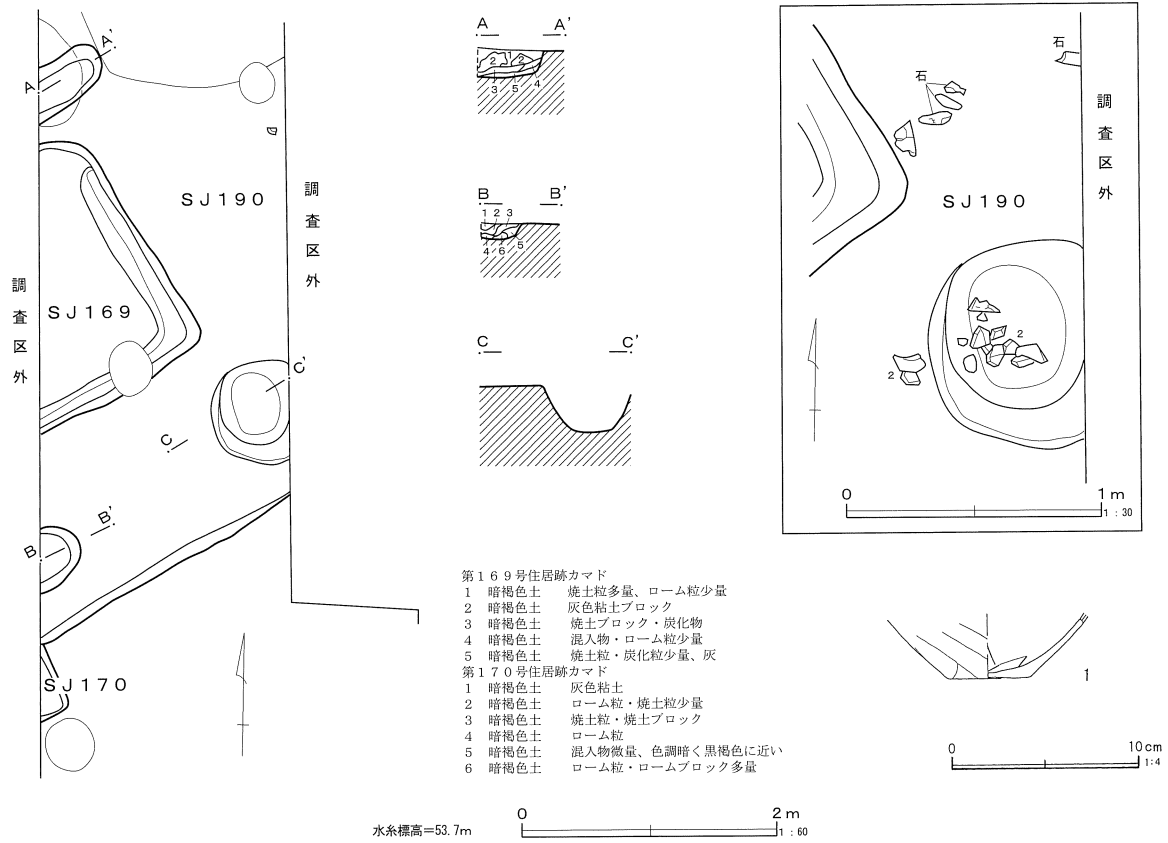 A
A'
SJ190
調査区外
調査区外
SJ169
C
C'
B
B'
SJ170
A A'
1
2 2
3 5 4
B B'
1 2 3
4 6 5
C C'
石
石
調査区外
SJ190
2
2
0 1m
1:30
第169号住居跡カマド
1 暗褐色土 焼土粒多量、ローム粒少量
2 暗褐色土 灰色粘土ブロック
3 暗褐色土 焼土ブロック・炭化物
4 暗褐色土 混入物・ローム粒少量
5 暗褐色土 焼土粒・炭化粒少量、灰
第170号住居跡カマド
1 暗褐色土 灰色粘土
2 暗褐色土 ローム粒・焼土粒少量
3 暗褐色土 焼土粒・焼土ブロック
4 暗褐色土 ローム粒
5 暗褐色土 混入物微量、色調暗く黒褐色に近い
6 暗褐色土 ローム粒・ロームブロック多量
1
0 10cm
1:4
水糸標高=53.7m
0 2m
1:60